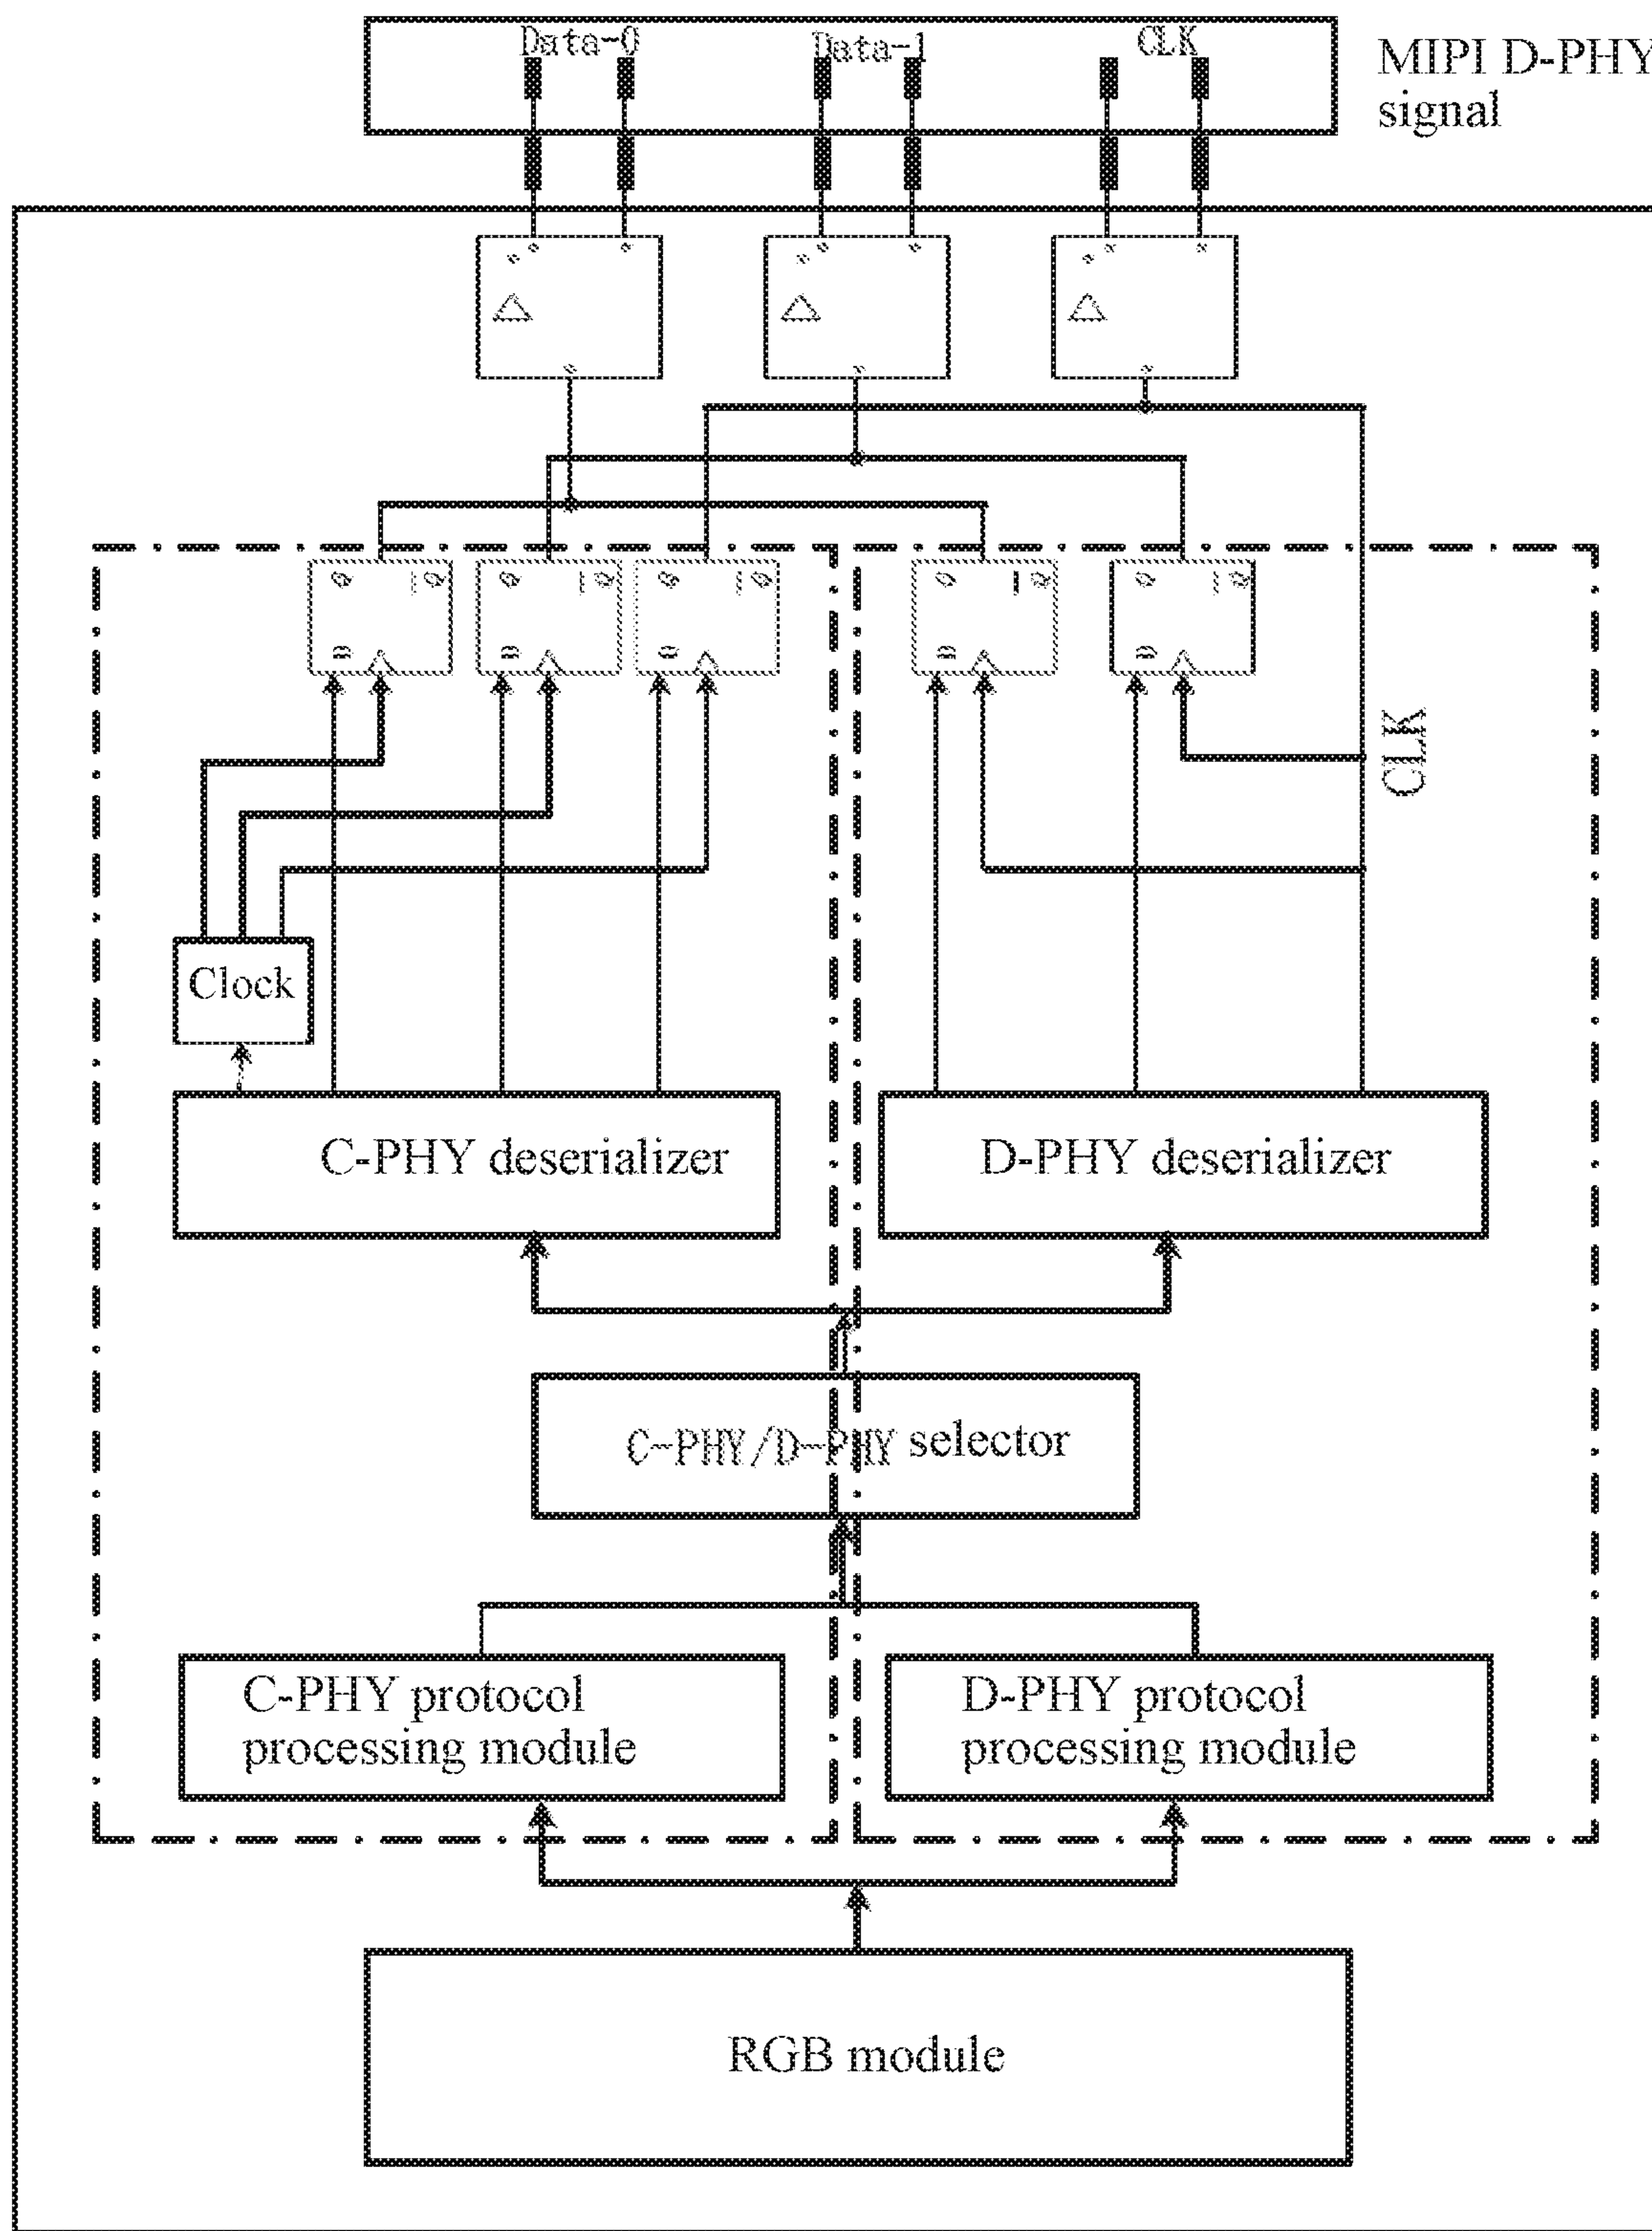 Data-0
Data-1
CLK
MIPI D-PHY
signal
Q
Q
Q
Q
Q
Q
Q
Q
D
D
D
D
CLK
Clock
C-PHY deserializer
D-PHY deserializer
C-PHY/D-PHY selector
C-PHY protocol
processing module
D-PHY protocol
processing module
RGB module